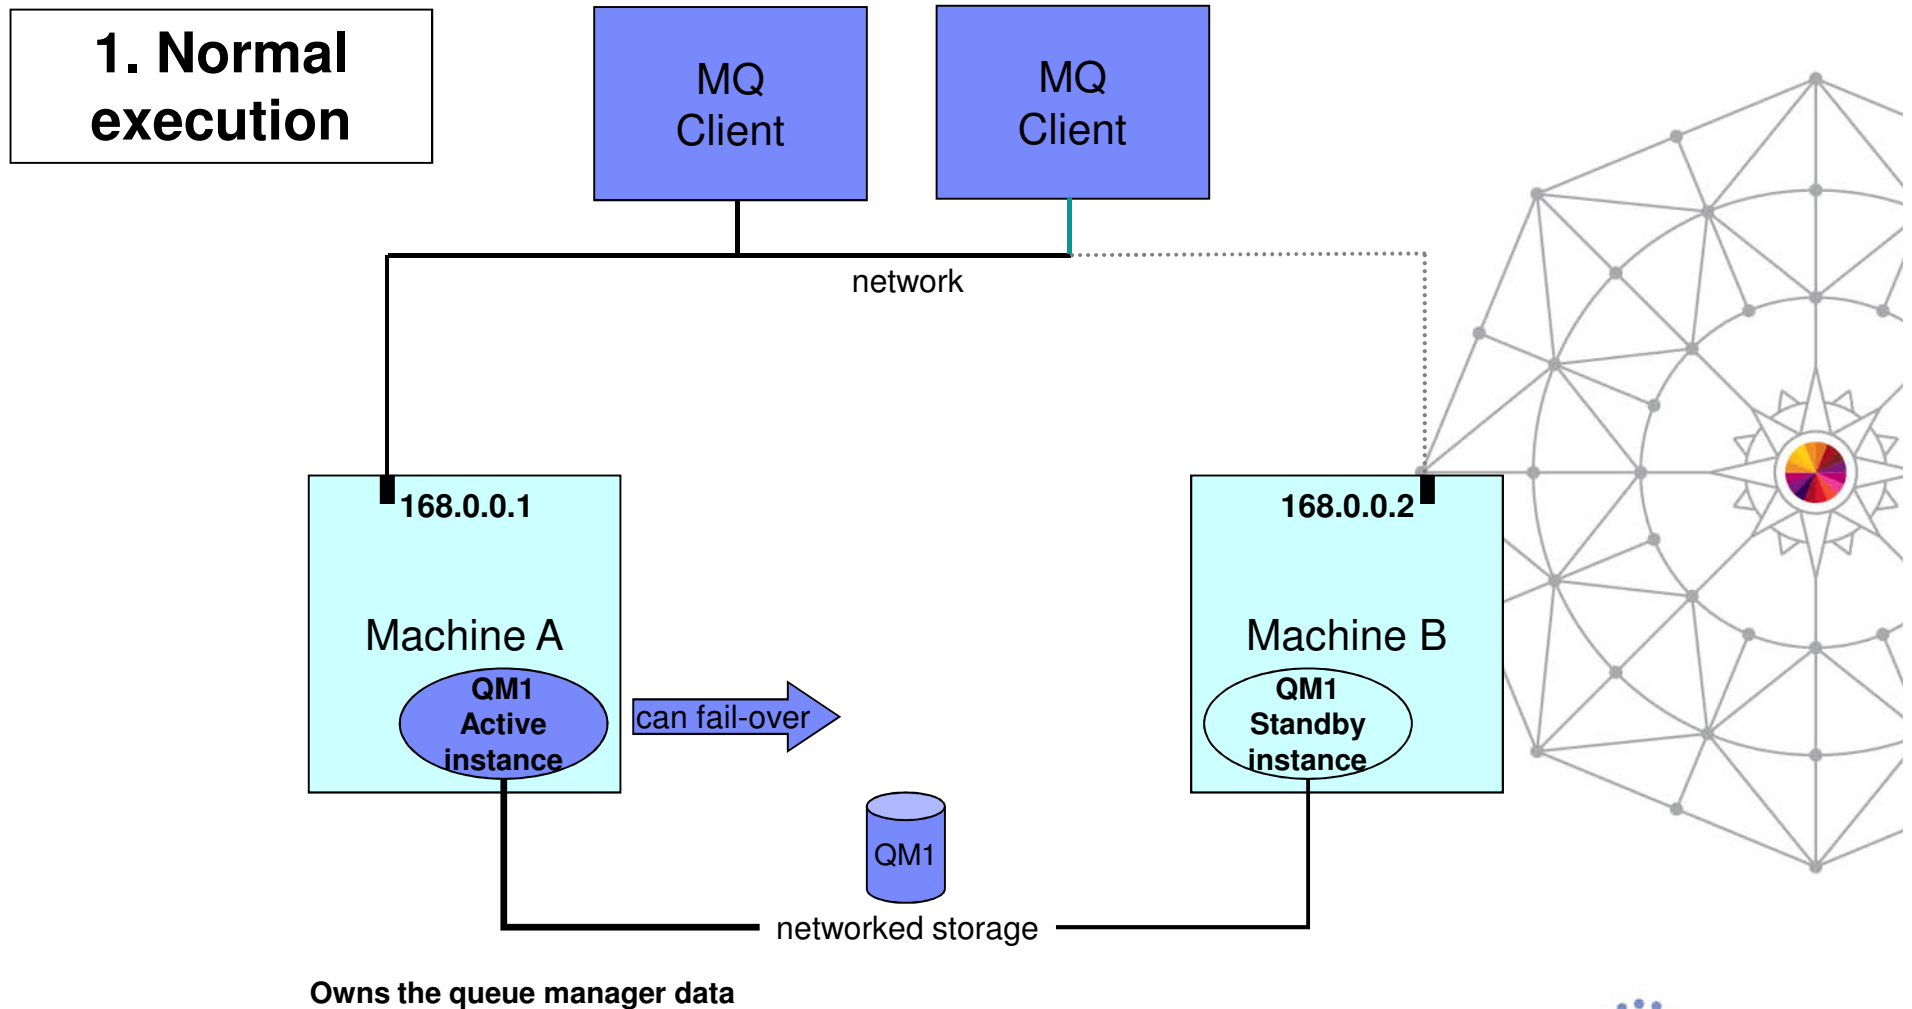 1. Normal
execution
MQ
Client
MQ
Client
network
168.0.0.1
168.0.0.2
Machine A
Machine B
QM1
Active
instance
can fail-over
QM1
Standby
instance
QM1
networked storage
Owns the queue manager data